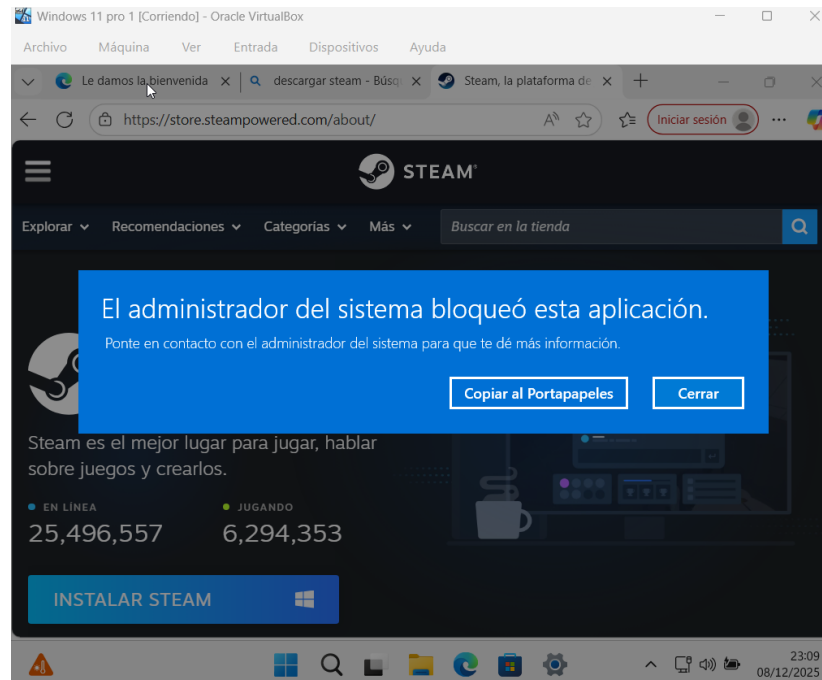 Windows 11 pro 1 [Corriendo] - Oracle VirtualBox
Archivo Máquina Ver Entrada Dispositivos Ayuda
Le damos la bienvenida descargar steam - Búsq Steam, la plataforma de
https://store.steampowered.com/about/ Iniciar sesión
STEAM®
Explorar Recomendaciones Categorías Más Buscar en la tienda
El administrador del sistema bloqueó esta aplicación.
Ponte en contacto con el administrador del sistema para que te dé más información.
Copiar al Portapapeles Cerrar
Steam es el mejor lugar para jugar, hablar
sobre juegos y crearlos.
EN LÍNEA JUGANDO
25,496,557 6,294,353
INSTALAR STEAM
23:09
08/12/2025